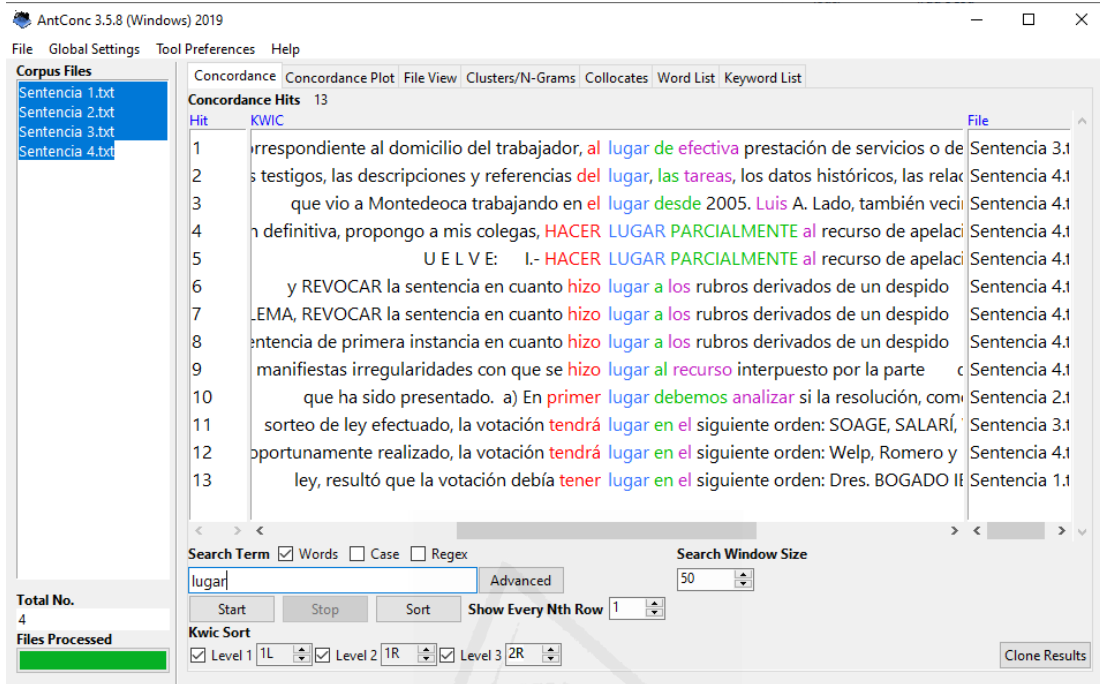 AntConc 3.5.8 (Windows) 2019
File Global Settings Tool Preferences Help
Corpus Files
Sentencia 1.txt
Sentencia 2.txt
Sentencia 3.txt
Sentencia 4.txt
Total No.
4
Files Processed
Concordance Concordance Plot File View Clusters/N-Grams Collocates Word List Keyword List
Concordance Hits 13
Hit KWIC File
1 rrespondiente al domicilio del trabajador, al lugar de efectiva prestación de servicios o de Sentencia 3.t
2 s testigos, las descripciones y referencias del lugar, las tareas, los datos históricos, las relac Sentencia 4.t
3 que vio a Montedeoca trabajando en el lugar desde 2005. Luis A. Lado, también veci Sentencia 4.t
4 n definitiva, propongo a mis colegas, HACER LUGAR PARCIALMENTE al recurso de apelaci Sentencia 4.t
5 U E L V E: I.- HACER LUGAR PARCIALMENTE al recurso de apelaci Sentencia 4.t
6 y REVOCAR la sentencia en cuanto hizo lugar a los rubros derivados de un despido Sentencia 4.t
7 LEMA, REVOCAR la sentencia en cuanto hizo lugar a los rubros derivados de un despido Sentencia 4.t
8 entencia de primera instancia en cuanto hizo lugar a los rubros derivados de un despido Sentencia 4.t
9 manifiestas irregularidades con que se hizo lugar al recurso interpuesto por la parte Sentencia 4.t
10 que ha sido presentado. a) En primer lugar debemos analizar si la resolución, com Sentencia 2.t
11 sorteo de ley efectuado, la votación tendrá lugar en el siguiente orden: SOAGE, SALARÍ, Sentencia 3.t
12 oportunamente realizado, la votación tendrá lugar en el siguiente orden: Welp, Romero y Sentencia 4.t
13 ley, resultó que la votación debía tener lugar en el siguiente orden: Dres. BOGADO IE Sentencia 1.t
Search Term Words Case Regex Search Window Size
lugar Advanced 50
Start Stop Sort Show Every Nth Row 1
Kwic Sort
Level 1 1L Level 2 1R Level 3 2R Clone Results